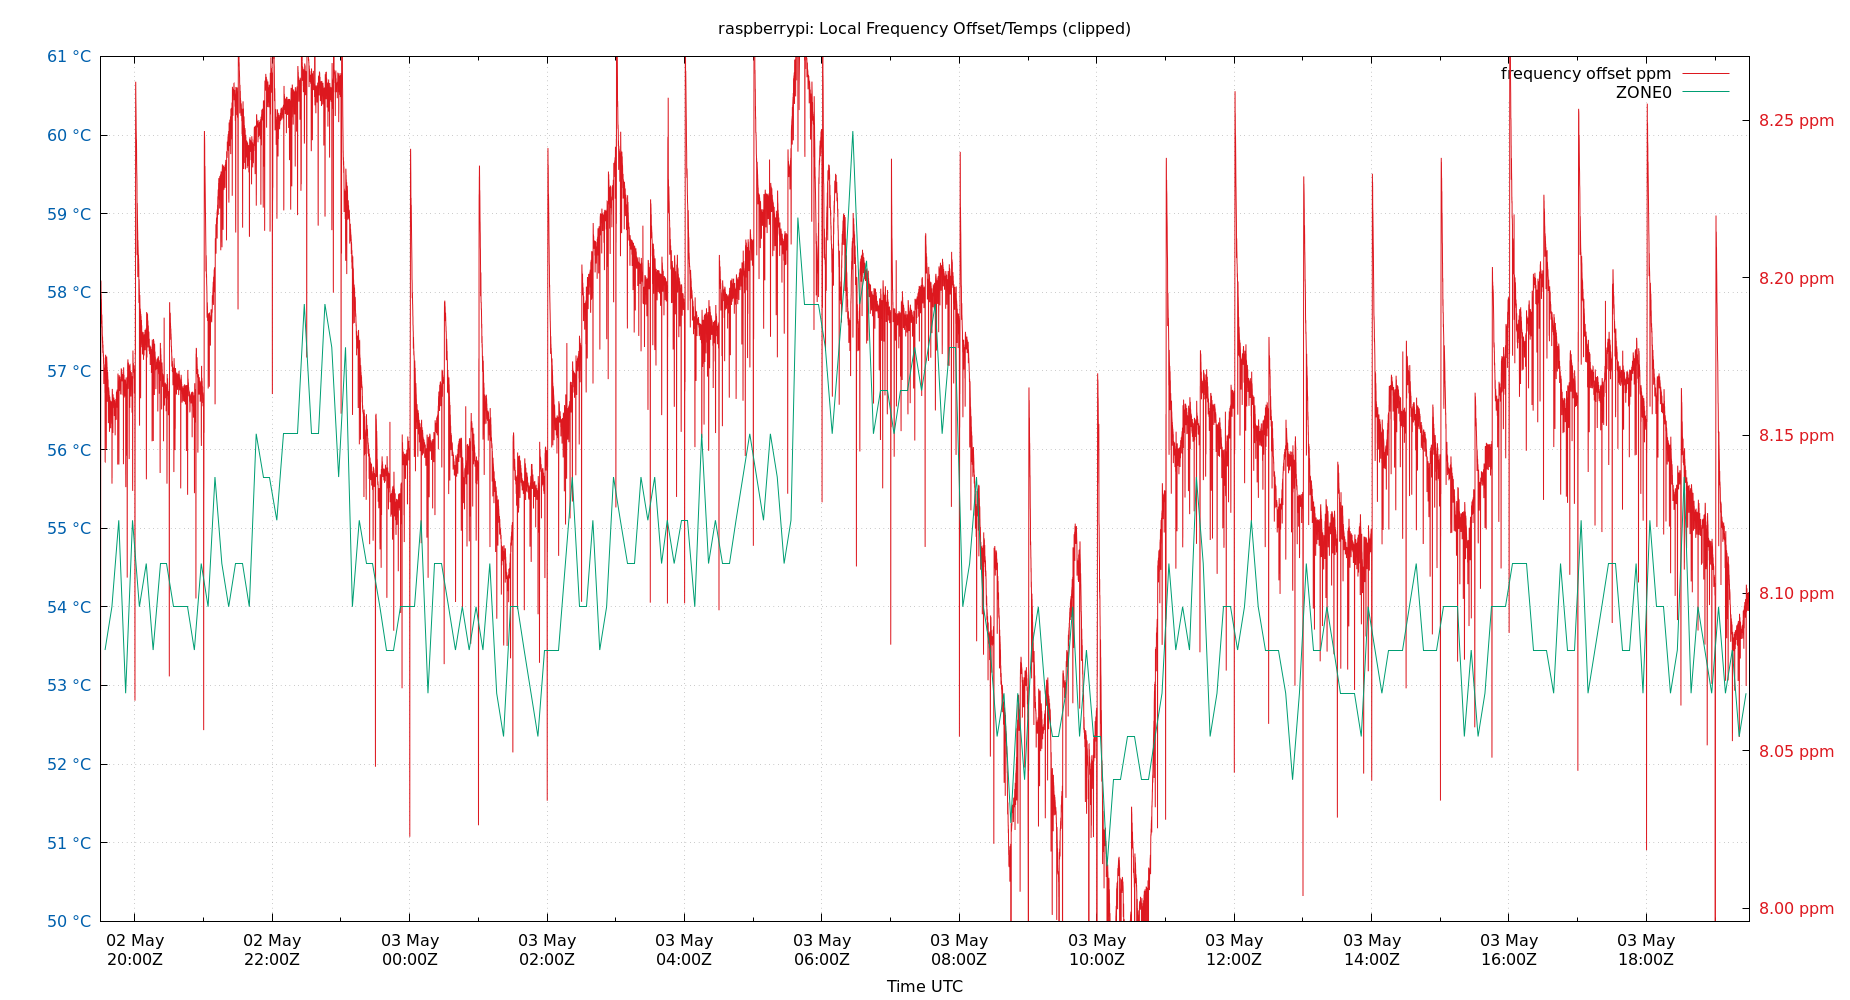 raspberrypi: Local Frequency Offset/Temps (clipped)
frequency offset ppm
ZONE0
61 °C
60 °C
59 °C
58 °C
57 °C
56 °C
55 °C
54 °C
53 °C
52 °C
51 °C
50 °C
8.25 ppm
8.20 ppm
8.15 ppm
8.10 ppm
8.05 ppm
8.00 ppm
02 May
20:00Z
02 May
22:00Z
03 May
00:00Z
03 May
02:00Z
03 May
04:00Z
03 May
06:00Z
03 May
08:00Z
03 May
10:00Z
03 May
12:00Z
03 May
14:00Z
03 May
16:00Z
03 May
18:00Z
Time UTC